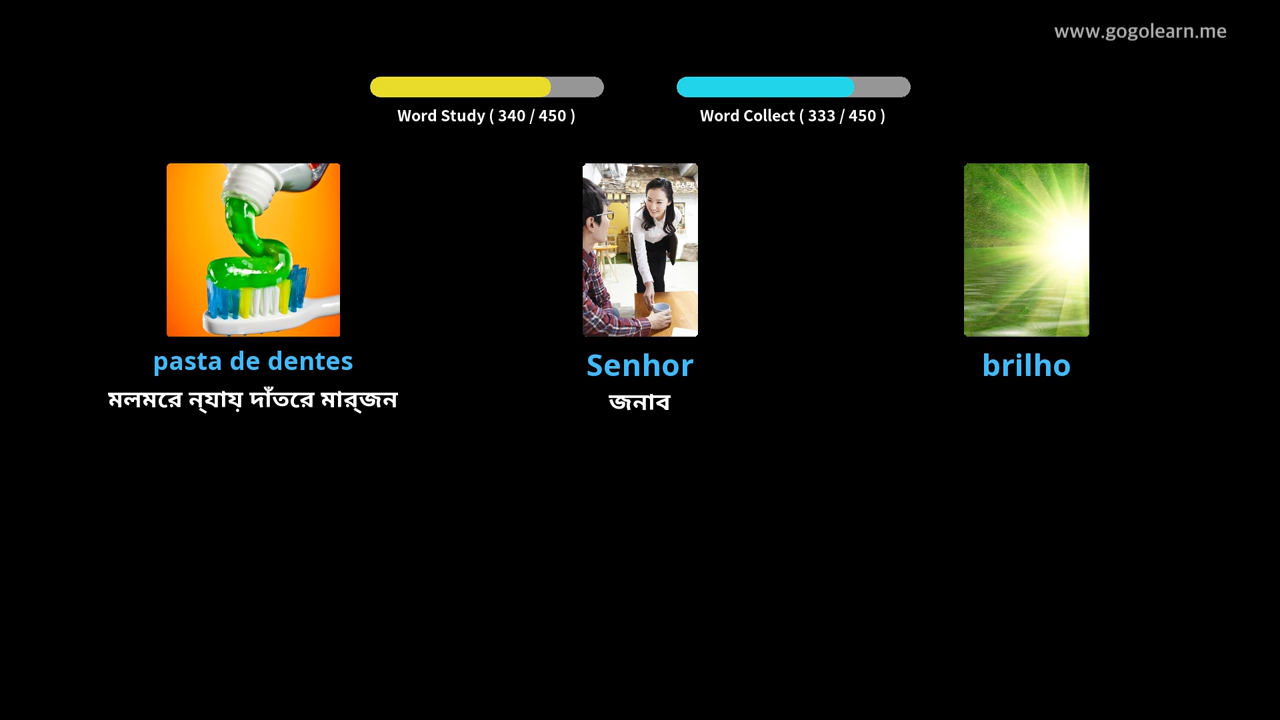 www.gogolearn.me
Word Study ( 340 / 450 )
Word Collect ( 333 / 450 )
pasta de dentes
Senhor
brilho
মলমরে ন্যায় দাঁতরে মার্জন
জনাব